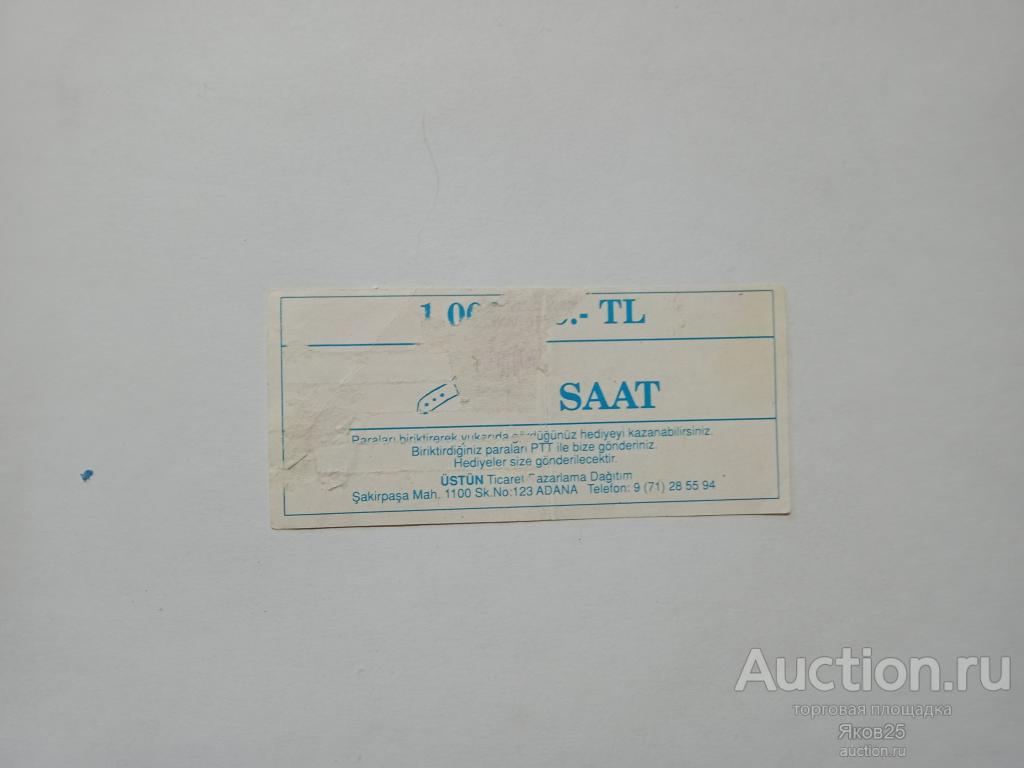 1.00 .- TL
SAAT
Paraları biriktirerek yukarıda gördüğünüz hediyeyi kazanabilirsiniz.
Biriktirdiğiniz paraları PTT ile bize gönderiniz.
Hediyeler size gönderilecektir.
ÜSTÜN Ticaret Pazarlama Dağıtım
Şakirpaşa Mah. 1100 Sk.No:123 ADANA Telefon: 9 (71) 28 55 94
Auction.ru
торговая площадка
Яков25
auction.ru